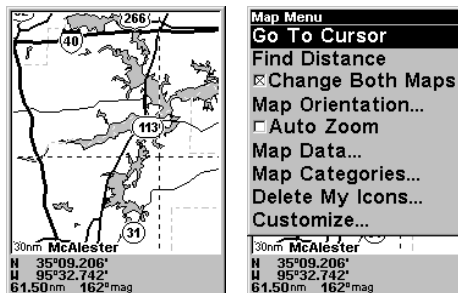 266
40
113
31
30nm McAlester
N 35°09.206'
W 95°32.742'
61.50nm 162°mag
Map Menu
Go To Cursor
Find Distance
Change Both Maps
Map Orientation...
Auto Zoom
Map Data...
Map Categories...
Delete My Icons...
Customize...
30nm McAlester
N 35°09.206'
W 95°32.742'
61.50nm 162°mag